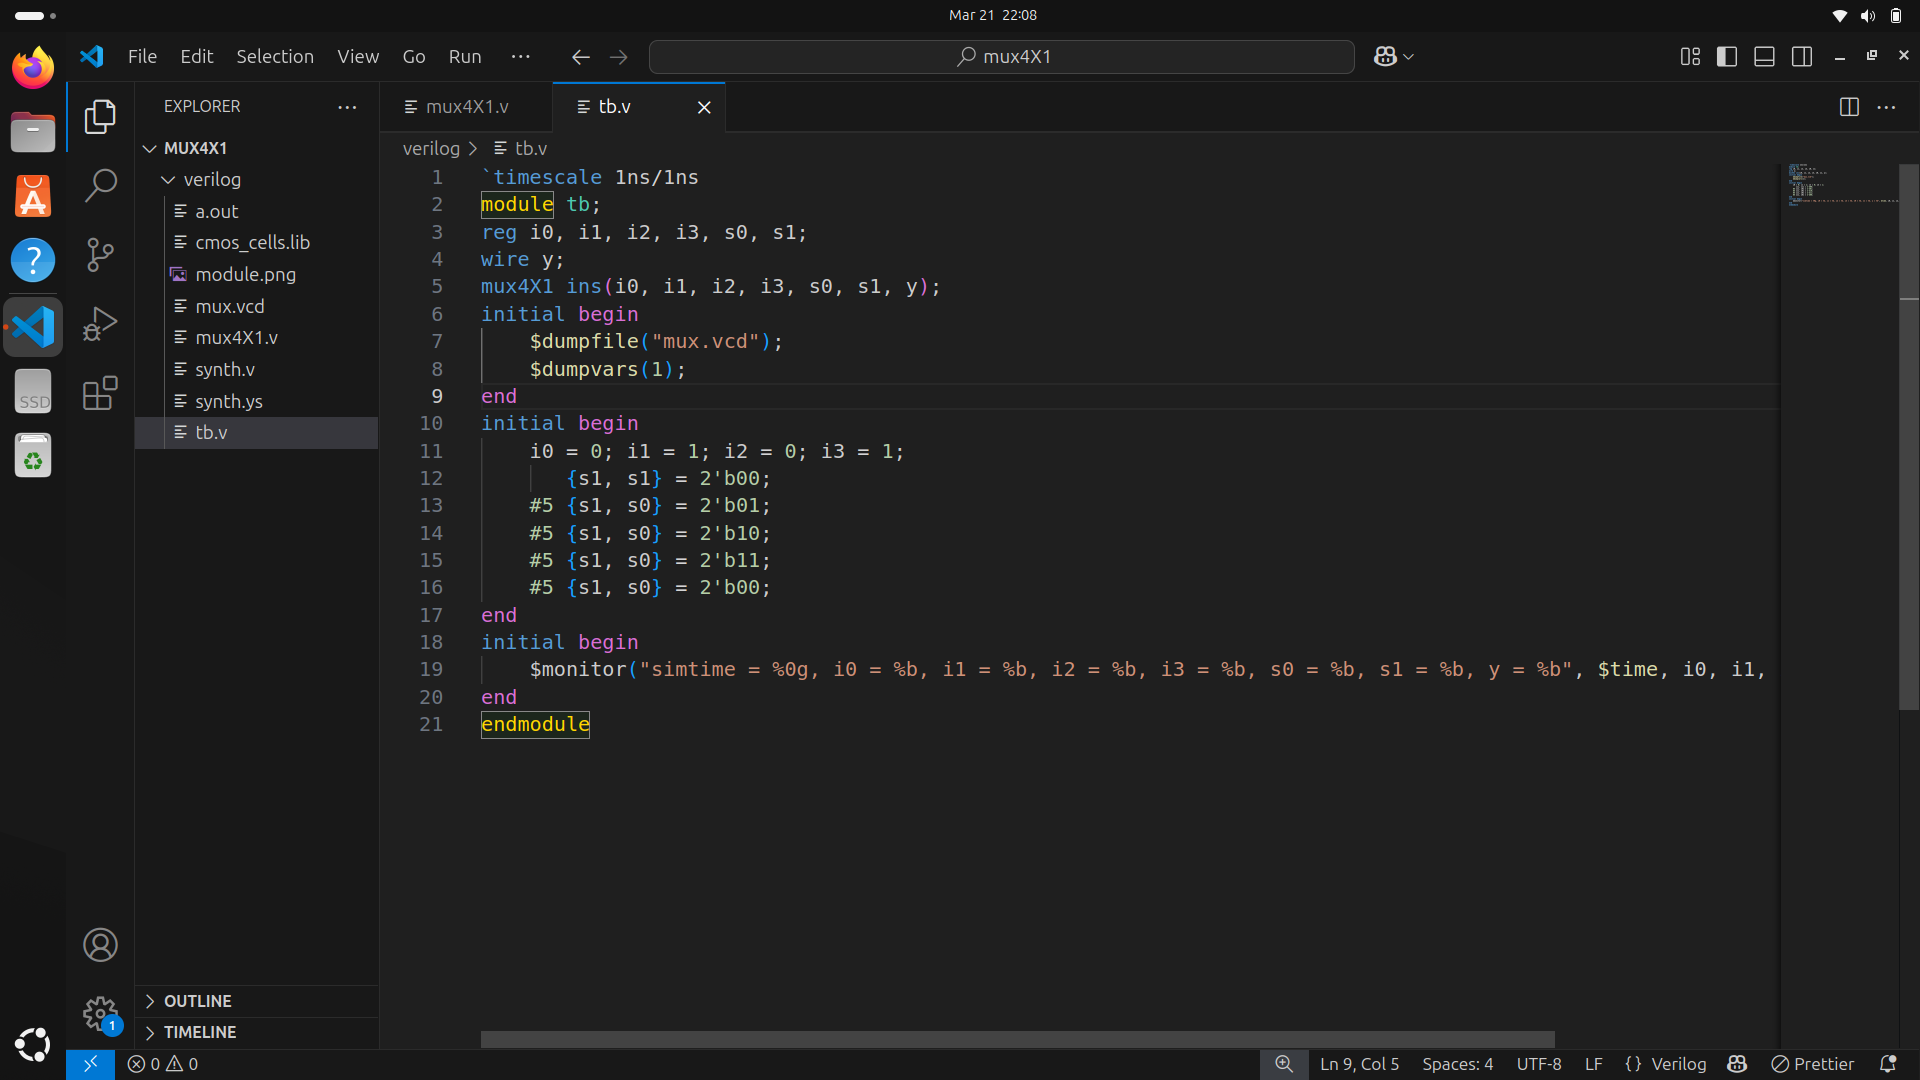 Mar 21 22:08
File Edit Selection View Go Run ··· mux4X1
EXPLORER ···
MUX4X1
verilog
a.out
cmos_cells.lib
module.png
mux.vcd
mux4X1.v
synth.v
synth.ys
tb.v
OUTLINE
TIMELINE
mux4X1.v tb.v
verilog > tb.v
1 `timescale 1ns/1ns
2 module tb;
3 reg i0, i1, i2, i3, s0, s1;
4 wire y;
5 mux4X1 ins(i0, i1, i2, i3, s0, s1, y);
6 initial begin
7 $dumpfile("mux.vcd");
8 $dumpvars(1);
9 end
10 initial begin
11 i0 = 0; i1 = 1; i2 = 0; i3 = 1;
12 {s1, s1} = 2'b00;
13 #5 {s1, s0} = 2'b01;
14 #5 {s1, s0} = 2'b10;
15 #5 {s1, s0} = 2'b11;
16 #5 {s1, s0} = 2'b00;
17 end
18 initial begin
19 $monitor("simtime = %0g, i0 = %b, i1 = %b, i2 = %b, i3 = %b, s0 = %b, s1 = %b, y = %b", $time, i0, i1,
20 end
21 endmodule
SSD
1
0 0 Ln 9, Col 5 Spaces: 4 UTF-8 LF {} Verilog Prettier